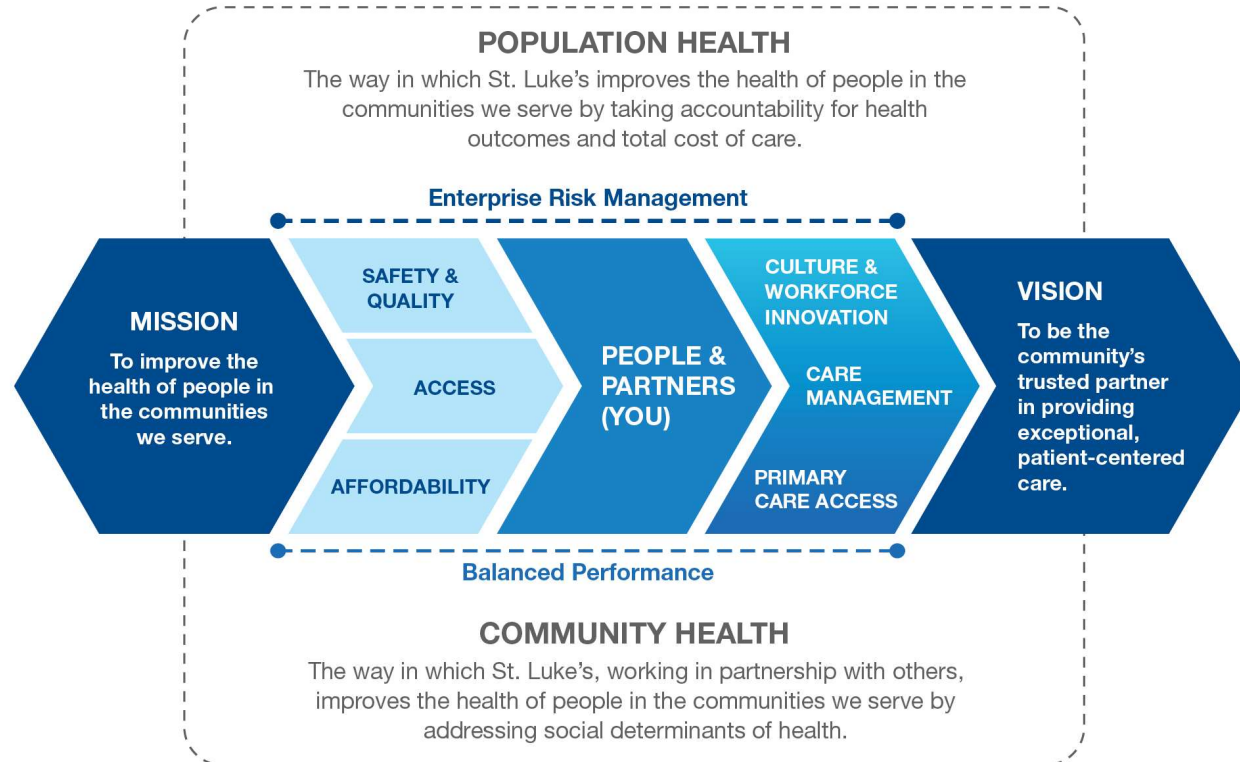 POPULATION HEALTH
The way in which St. Luke’s improves the health of people in the
communities we serve by taking accountability for health
outcomes and total cost of care.
Enterprise Risk Management
MISSION
To improve the
health of people in
the communities
we serve.
SAFETY &
QUALITY
ACCESS
AFFORDABILITY
PEOPLE &
PARTNERS
(YOU)
CULTURE &
WORKFORCE
INNOVATION
CARE
MANAGEMENT
PRIMARY
CARE ACCESS
VISION
To be the
community’s
trusted partner
in providing
exceptional,
patient-centered
care.
Balanced Performance
COMMUNITY HEALTH
The way in which St. Luke’s, working in partnership with others,
improves the health of people in the communities we serve by
addressing social determinants of health.